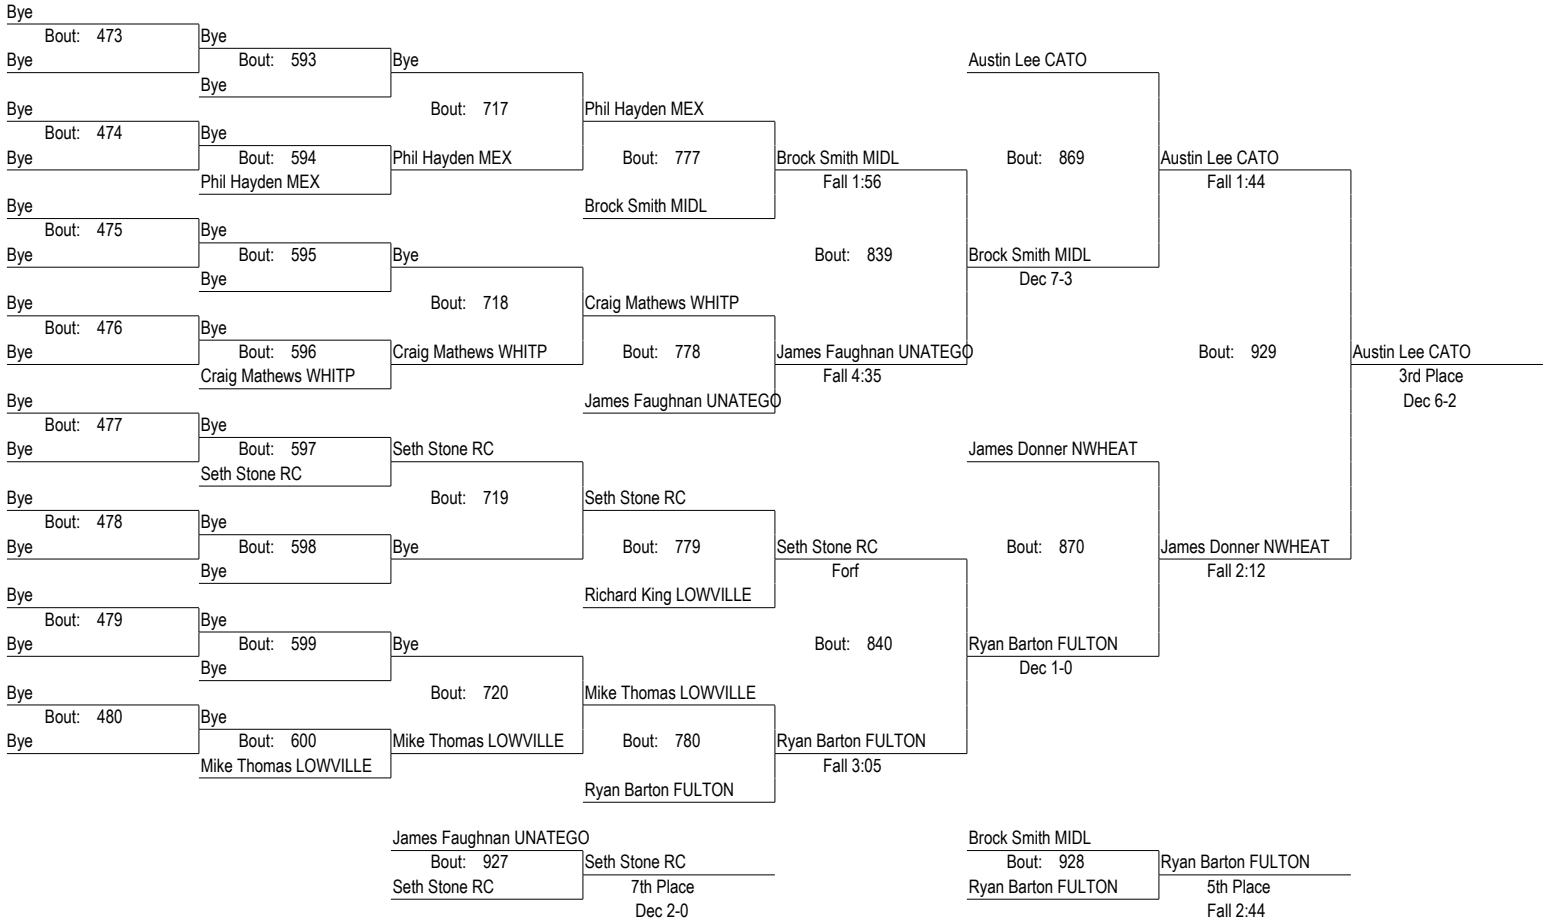 Bye
Bout: 473
Bye
Bye
Bout: 593
Bye
Bye
Bout: 717
Bye
Bout: 474
Bye
Bye
Bout: 594
Phil Hayden MEX
Phil Hayden MEX
Phil Hayden MEX
Bout: 777
Brock Smith MIDL
Brock Smith MIDL
Fall 1:56
Bye
Bout: 475
Bye
Bye
Bout: 595
Bye
Bye
Bout: 718
Bye
Bout: 476
Bye
Bye
Bout: 596
Craig Mathews WHITP
Craig Mathews WHITP
Craig Mathews WHITP
Bout: 778
James Faughnan UNATEGO
James Faughnan UNATEGO
Fall 4:35
Bout: 839
Austin Lee CATO
Bout: 869
Brock Smith MIDL
Dec 7-3
Austin Lee CATO
Fall 1:44
Bye
Bout: 477
Bye
Bye
Bout: 597
Seth Stone RC
Seth Stone RC
Bout: 719
Bye
Bout: 478
Bye
Bye
Bout: 598
Bye
Bye
Seth Stone RC
Bout: 779
Richard King LOWVILLE
Seth Stone RC
Forf
Bye
Bout: 479
Bye
Bye
Bout: 599
Bye
Bye
Bout: 720
Bye
Bout: 480
Bye
Bye
Bout: 600
Mike Thomas LOWVILLE
Mike Thomas LOWVILLE
Mike Thomas LOWVILLE
Bout: 780
Ryan Barton FULTON
Ryan Barton FULTON
Fall 3:05
Bout: 840
James Donner NWHEAT
Bout: 870
Ryan Barton FULTON
Dec 1-0
James Donner NWHEAT
Fall 2:12
Bout: 929
Austin Lee CATO
3rd Place
Dec 6-2
James Faughnan UNATEGO
Bout: 927
Seth Stone RC
Seth Stone RC
7th Place
Dec 2-0
Brock Smith MIDL
Bout: 928
Ryan Barton FULTON
Ryan Barton FULTON
5th Place
Fall 2:44